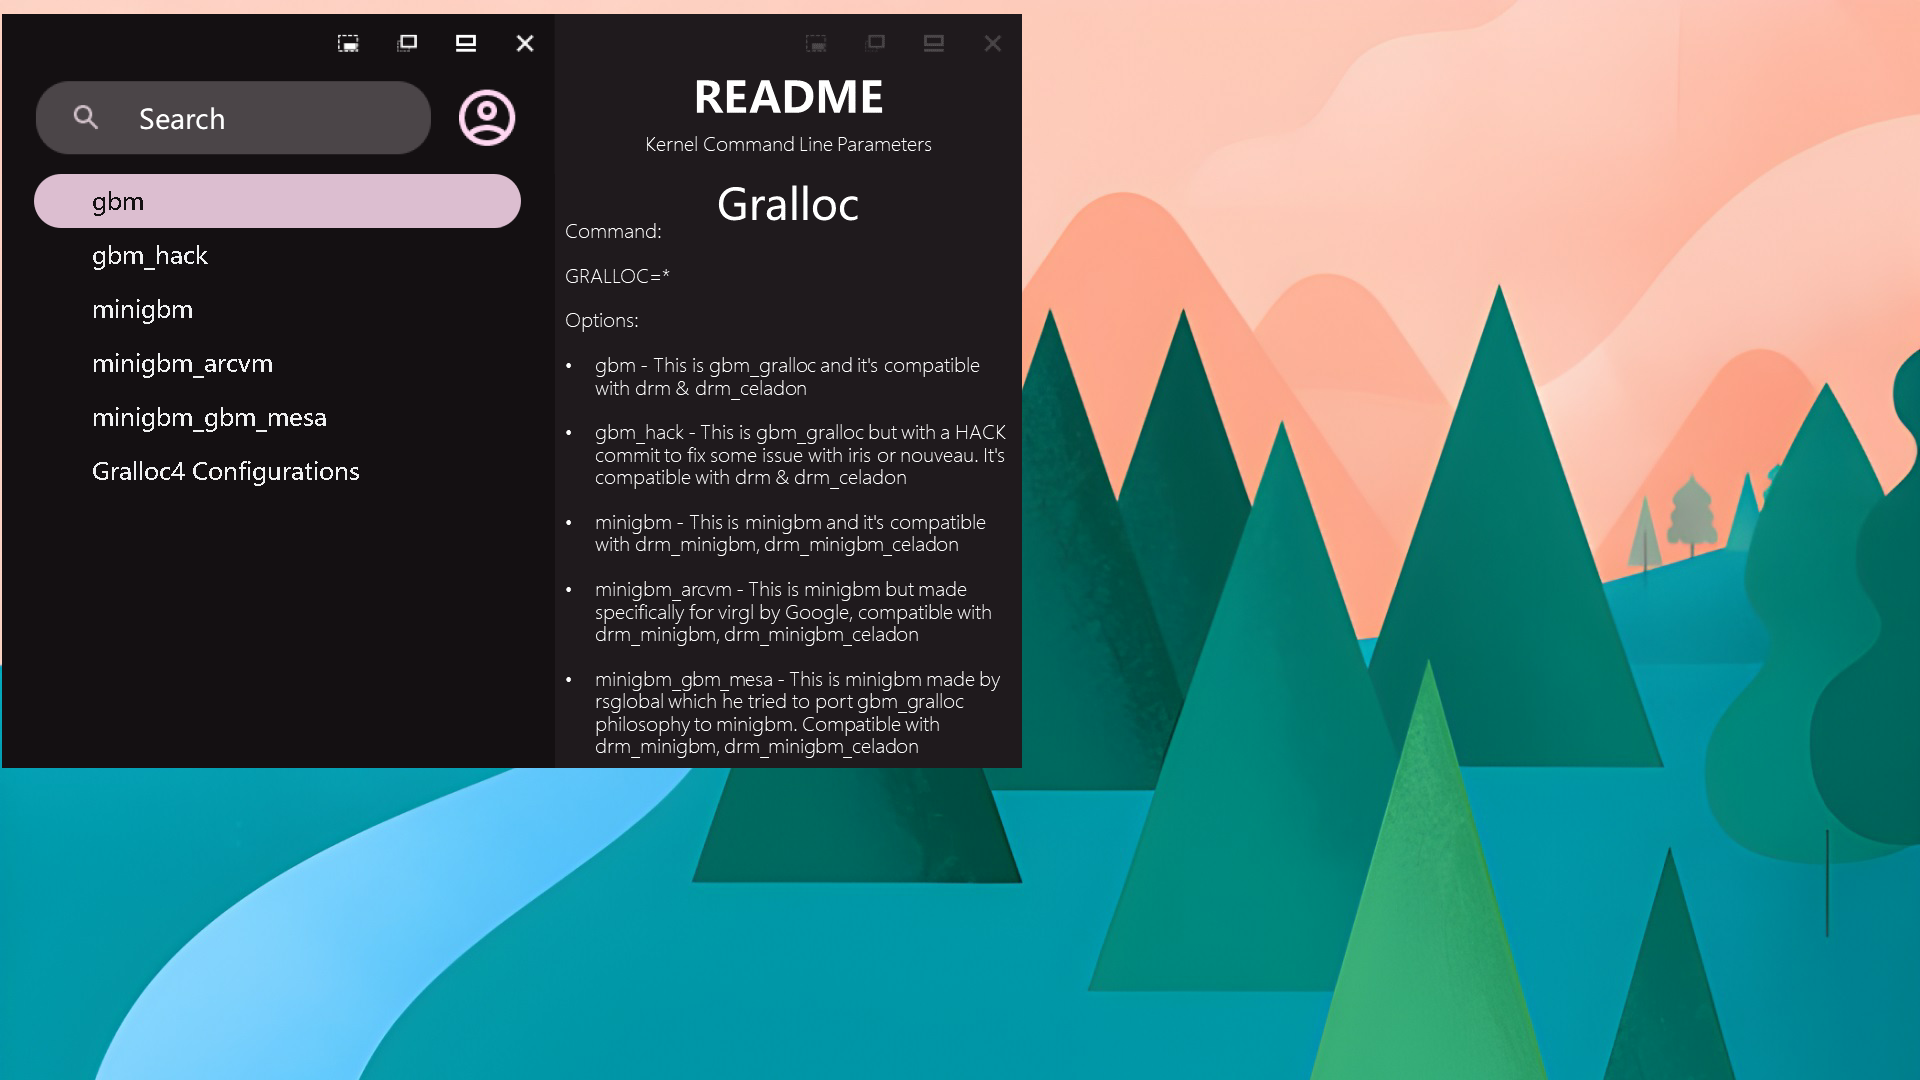 Search
gbm
gbm_hack
minigbm
minigbm_arcvm
minigbm_gbm_mesa
Gralloc4 Configurations
README
Kernel Command Line Parameters
Gralloc
Command:
GRALLOC=*
Options:
• gbm - This is gbm_gralloc and it's compatible
with drm & drm_celadon
• gbm_hack - This is gbm_gralloc but with a HACK
commit to fix some issue with iris or nouveau. It's
compatible with drm & drm_celadon
• minigbm - This is minigbm and it's compatible
with drm_minigbm, drm_minigbm_celadon
• minigbm_arcvm - This is minigbm but made
specifically for virgl by Google, compatible with
drm_minigbm, drm_minigbm_celadon
• minigbm_gbm_mesa - This is minigbm made by
rsglobal which he tried to port gbm_gralloc
philosophy to minigbm. Compatible with
drm_minigbm, drm_minigbm_celadon